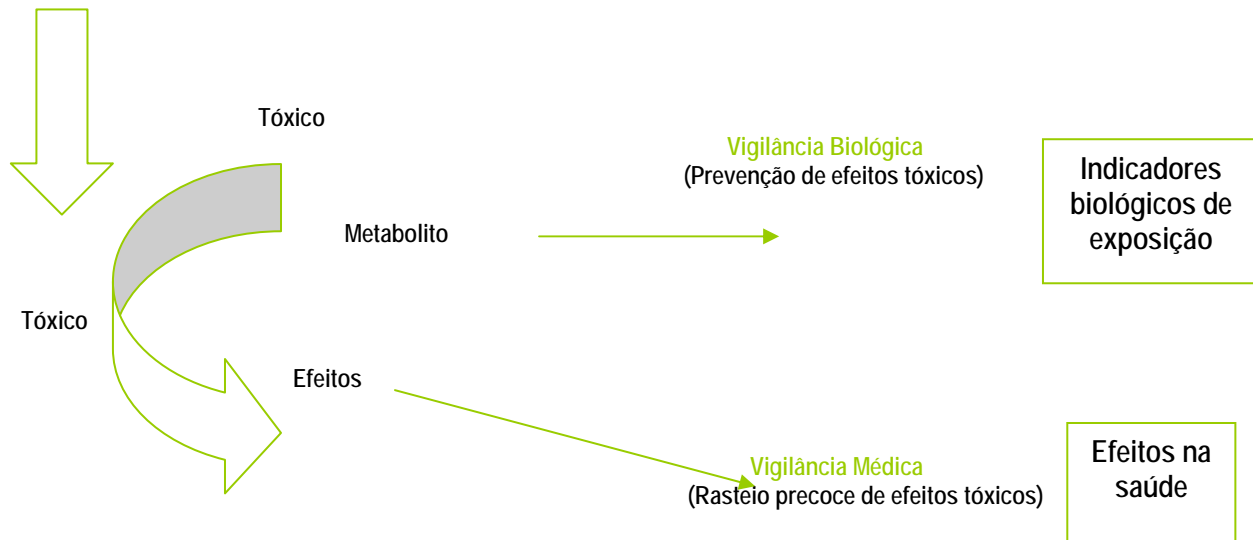 Tóxico
Vigilância Biológica
(Prevenção de efeitos tóxicos)
Indicadores
biológicos de
exposição
Metabolito
Tóxico
Efeitos
Vigilância Médica
(Rasteio precoce de efeitos tóxicos)
Efeitos na
saúde